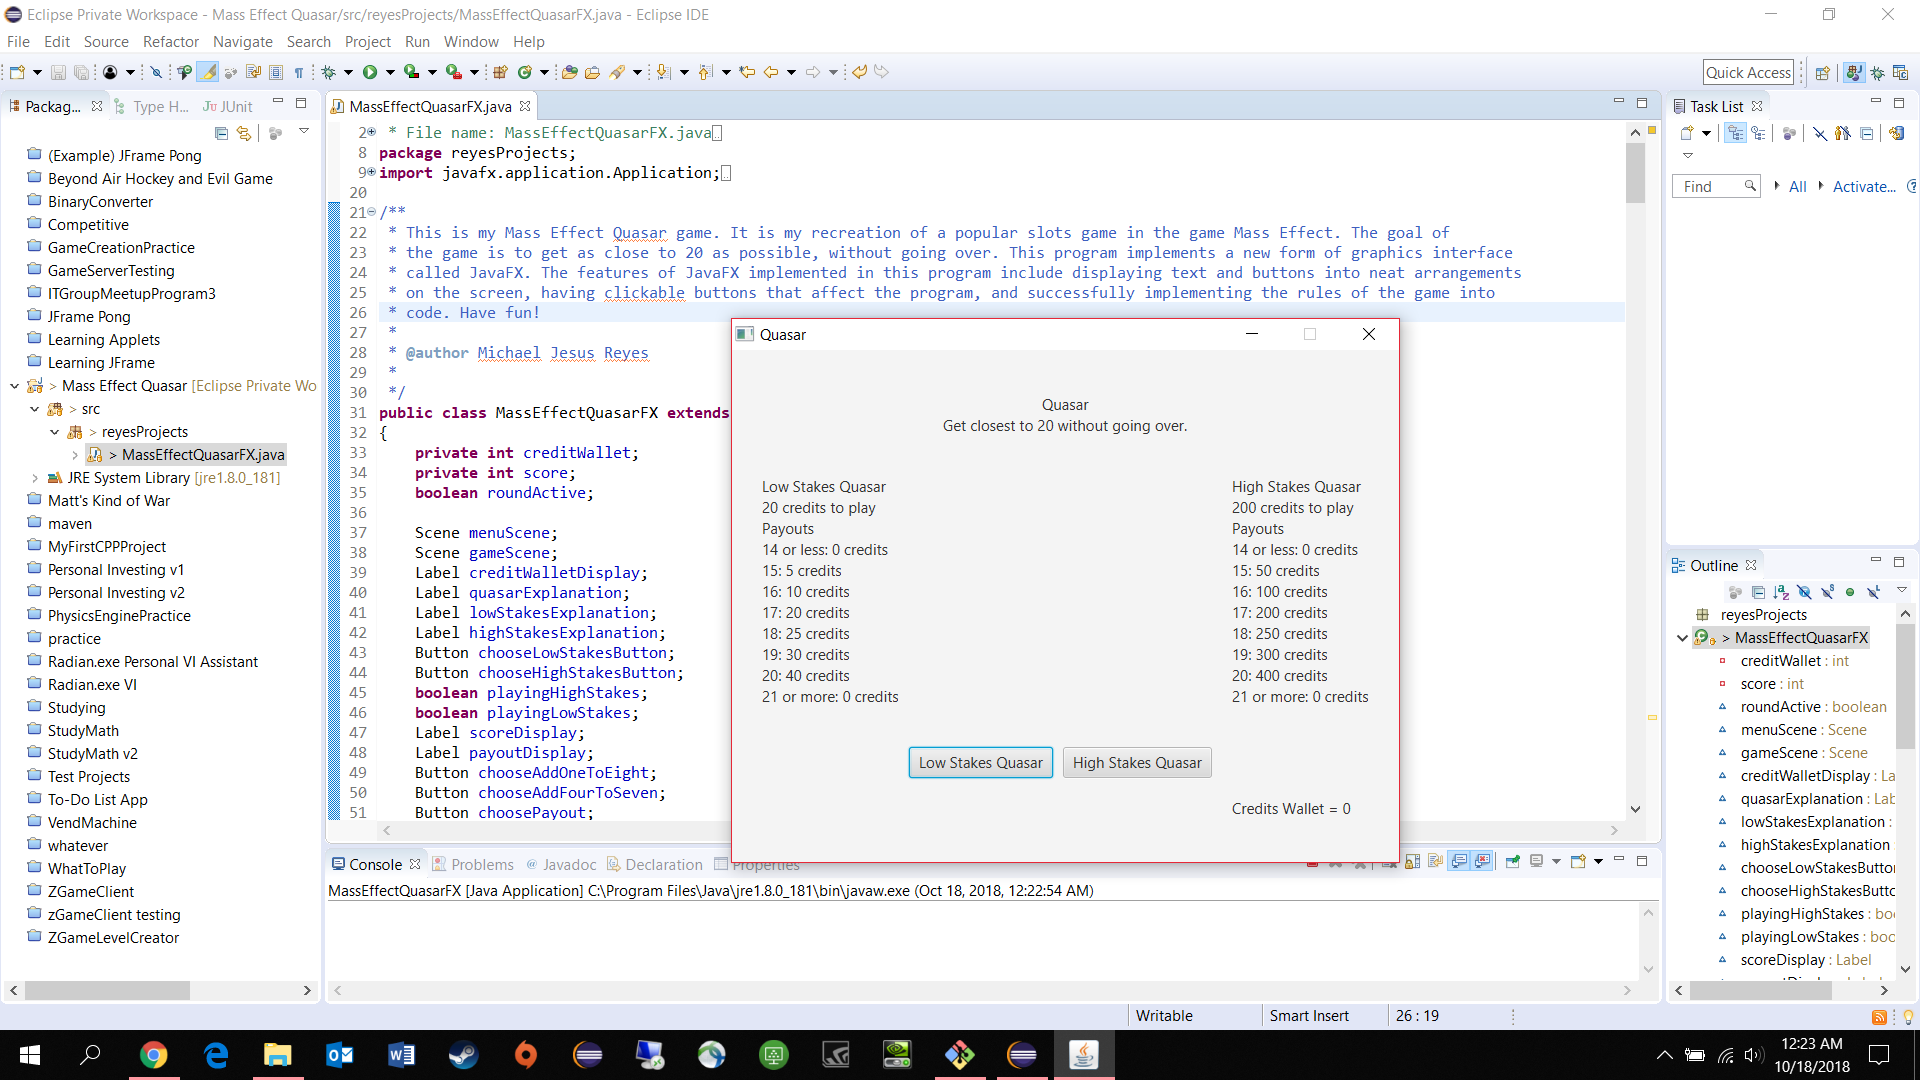 Eclipse Private Workspace - Mass Effect Quasar/src/reyesProjects/MassEffectQuasarFX.java - Eclipse IDE
File Edit Source Refactor Navigate Search Project Run Window Help
Quick Access
Packag...
Type H...
JUnit
(Example) JFrame Pong
Beyond Air Hockey and Evil Game
BinaryConverter
Competitive
GameCreationPractice
GameServerTesting
ITGroupMeetupProgram3
JFrame Pong
Learning Applets
Learning JFrame
> Mass Effect Quasar [Eclipse Private Wo
> src
> reyesProjects
> MassEffectQuasarFX.java
JRE System Library [jre1.8.0_181]
Matt's Kind of War
maven
MyFirstCPPProject
Personal Investing v1
Personal Investing v2
PhysicsEnginePractice
practice
Radian.exe Personal VI Assistant
Radian.exe VI
Studying
StudyMath
StudyMath v2
Test Projects
To-Do List App
VendMachine
whatever
WhatToPlay
ZGameClient
zGameClient testing
ZGameLevelCreator
MassEffectQuasarFX.java
2 * File name: MassEffectQuasarFX.java
8 package reyesProjects;
9 import javafx.application.Application;
20
21 /**
22 * This is my Mass Effect Quasar game. It is my recreation of a popular slots game in the game Mass Effect. The goal of
23 * the game is to get as close to 20 as possible, without going over. This program implements a new form of graphics interface
24 * called JavaFX. The features of JavaFX implemented in this program include displaying text and buttons into neat arrangements
25 * on the screen, having clickable buttons that affect the program, and successfully implementing the rules of the game into
26 * code. Have fun!
27 *
28 * @author Michael Jesus Reyes
29 *
30 */
31 public class MassEffectQuasarFX extends
32 {
33 private int creditWallet;
34 private int score;
35 boolean roundActive;
36
37 Scene menuScene;
38 Scene gameScene;
39 Label creditWalletDisplay;
40 Label quasarExplanation;
41 Label lowStakesExplanation;
42 Label highStakesExplanation;
43 Button chooseLowStakesButton;
44 Button chooseHighStakesButton;
45 boolean playingHighStakes;
46 boolean playingLowStakes;
47 Label scoreDisplay;
48 Label payoutDisplay;
49 Button chooseAddOneToEight;
50 Button chooseAddFourToSeven;
51 Button choosePayout;
Quasar
Quasar
Get closest to 20 without going over.
Low Stakes Quasar
20 credits to play
Payouts
14 or less: 0 credits
15: 5 credits
16: 10 credits
17: 20 credits
18: 25 credits
19: 30 credits
20: 40 credits
21 or more: 0 credits
High Stakes Quasar
200 credits to play
Payouts
14 or less: 0 credits
15: 50 credits
16: 100 credits
17: 200 credits
18: 250 credits
19: 300 credits
20: 400 credits
21 or more: 0 credits
Low Stakes Quasar
High Stakes Quasar
Credits Wallet = 0
Console Problems Javadoc Declaration Properties
MassEffectQuasarFX [Java Application] C:\Program Files\Java\jre1.8.0_181\bin\javaw.exe (Oct 18, 2018, 12:22:54 AM)
Task List
Find
All
Activate...
Outline
reyesProjects
> MassEffectQuasarFX
creditWallet : int
score : int
roundActive : boolean
menuScene : Scene
gameScene : Scene
creditWalletDisplay : La
quasarExplanation : Lab
lowStakesExplanation :
highStakesExplanation
chooseLowStakesButton
chooseHighStakesButto
playingHighStakes : boo
playingLowStakes : boo
scoreDisplay : Label
Writable
Smart Insert
26 : 19
12:23 AM
10/18/2018